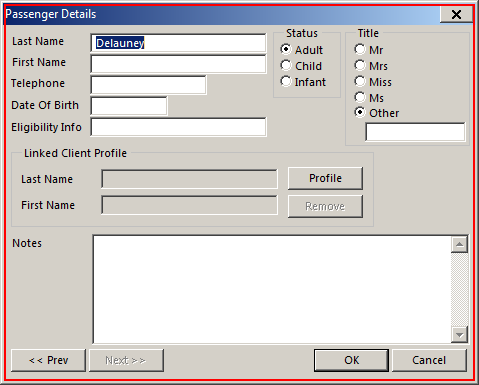 Passenger Details
Last Name Delauney
First Name
Telephone
Date Of Birth
Eligibility Info
Status
Adult
Child
Infant
Title
Mr
Mrs
Miss
Ms
Other
Linked Client Profile
Last Name Profile
First Name Remove
Notes
<< Prev Next >> OK Cancel